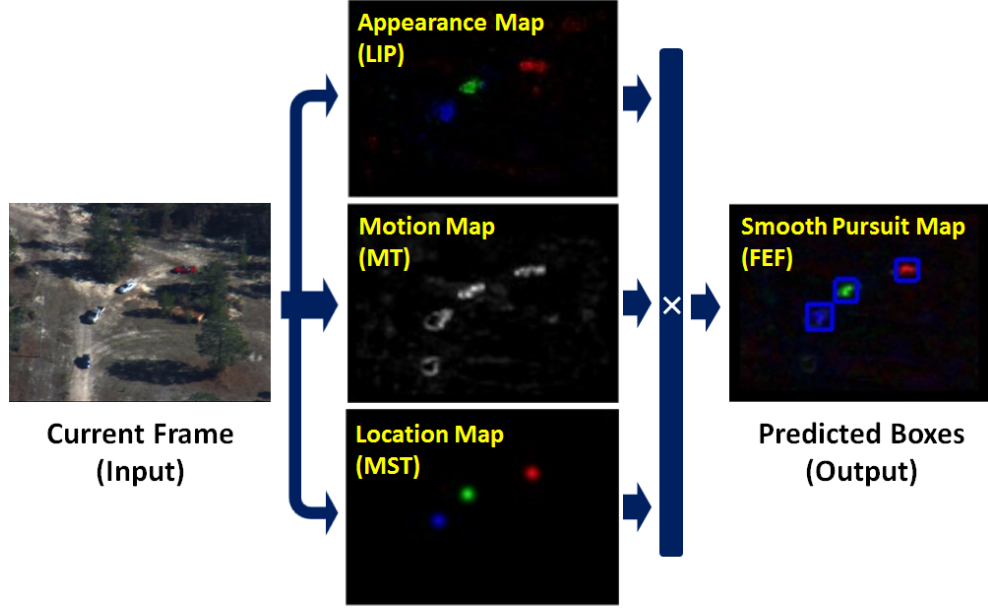 Appearance Map
(LIP)
Motion Map
(MT)
Location Map
(MST)
Current Frame
(Input)
×
Smooth Pursuit Map
(FEF)
Predicted Boxes
(Output)